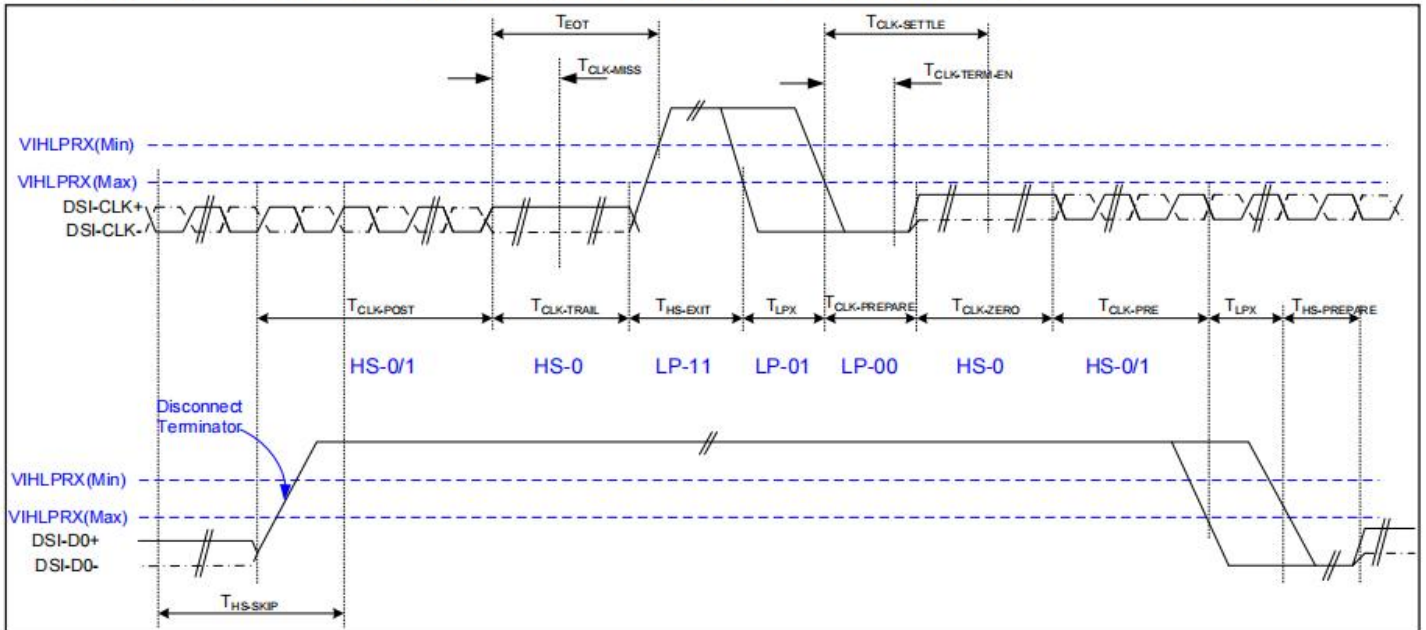 TEOT
TCLK-SETTLE
TCLK-MISS
TCLK-TERM-EN
VIHLPRX(Min)
VIHLPRX(Max)
DSI-CLK+
DSI-CLK-
TCLK-POST
TCLK-TRAIL
THS-EXIT
TLPX
TCLK-PREPARE
TCLK-ZERO
TCLK-PRE
TLPX
THS-PREPARE
HS-0/1
HS-0
LP-11
LP-01
LP-00
HS-0
HS-0/1
Disconnect
Terminator
VIHLPRX(Min)
VIHLPRX(Max)
DSI-D0+
DSI-D0-
THS-SKIP